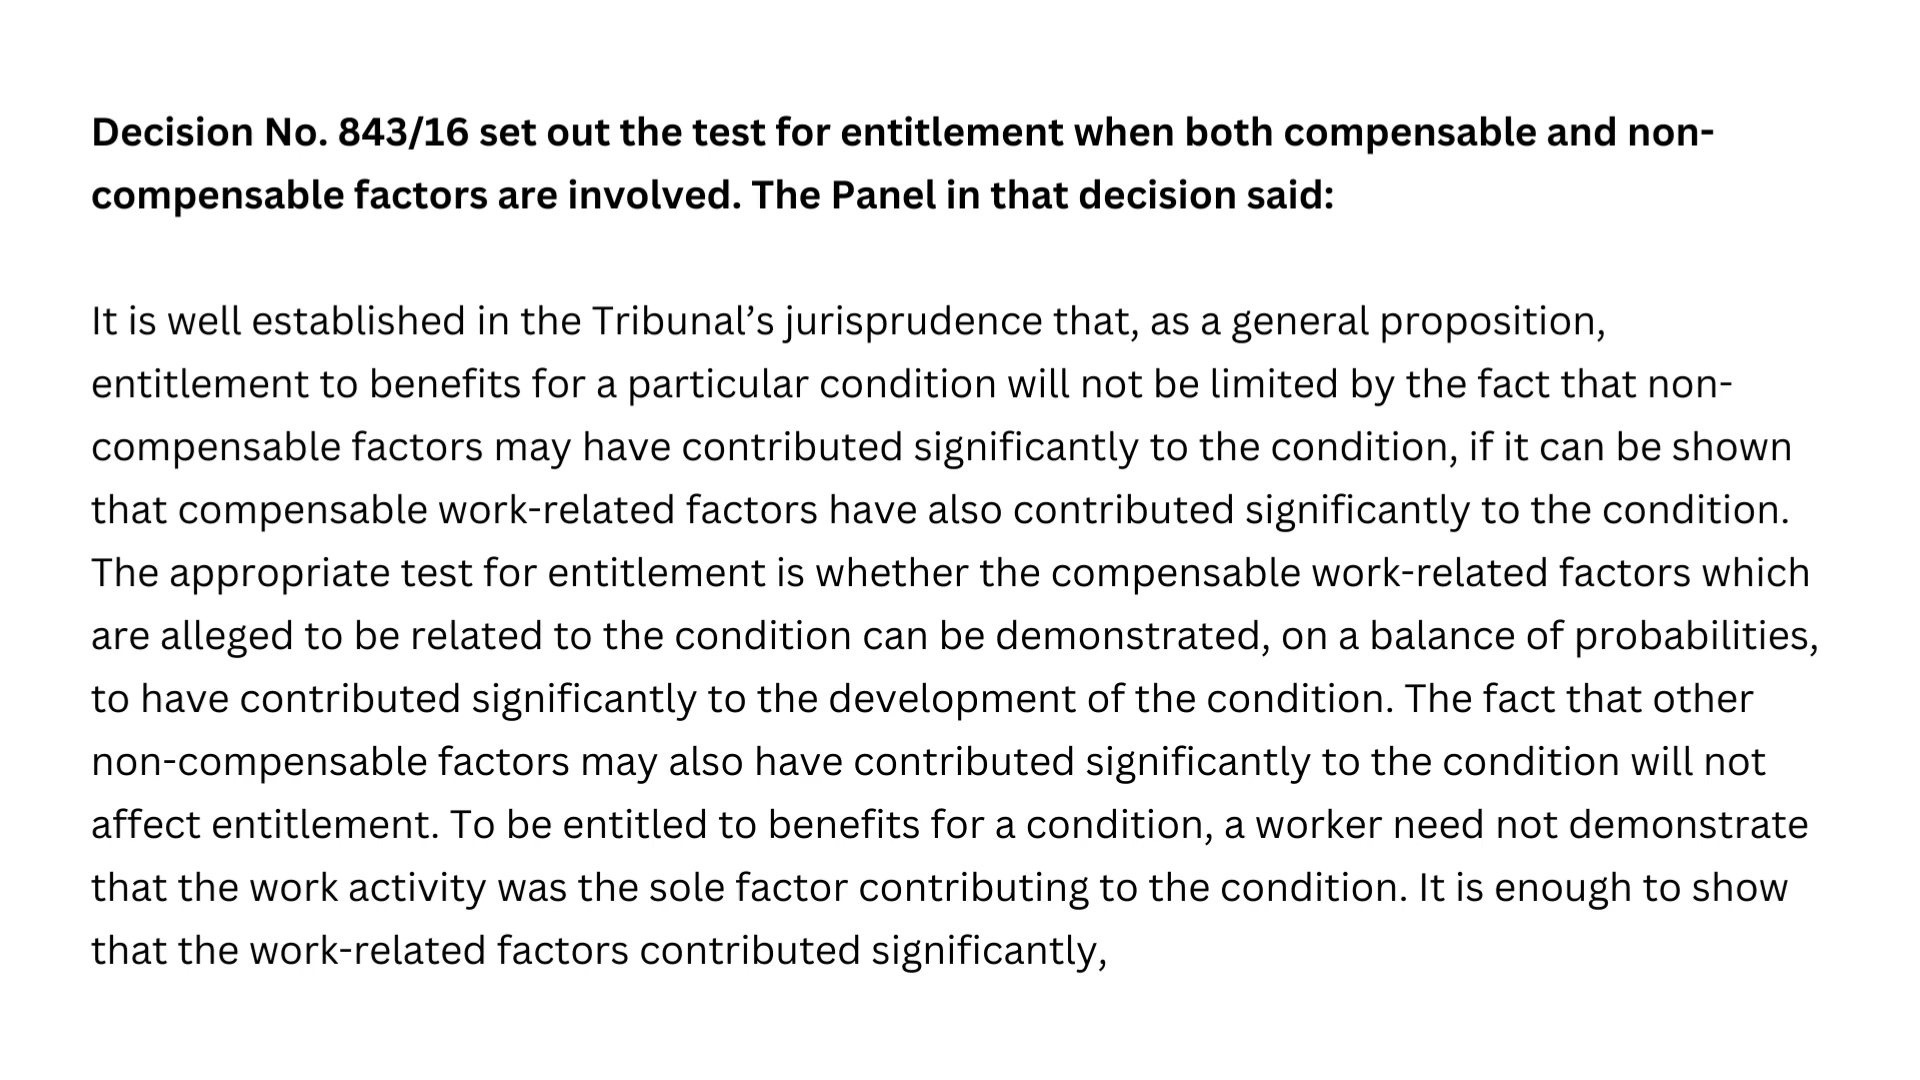 Decision No. 843/16 set out the test for entitlement when both compensable and non-
compensable factors are involved. The Panel in that decision said:
It is well established in the Tribunal’s jurisprudence that, as a general proposition,
entitlement to benefits for a particular condition will not be limited by the fact that non-
compensable factors may have contributed significantly to the condition, if it can be shown
that compensable work-related factors have also contributed significantly to the condition.
The appropriate test for entitlement is whether the compensable work-related factors which
are alleged to be related to the condition can be demonstrated, on a balance of probabilities,
to have contributed significantly to the development of the condition. The fact that other
non-compensable factors may also have contributed significantly to the condition will not
affect entitlement. To be entitled to benefits for a condition, a worker need not demonstrate
that the work activity was the sole factor contributing to the condition. It is enough to show
that the work-related factors contributed significantly,